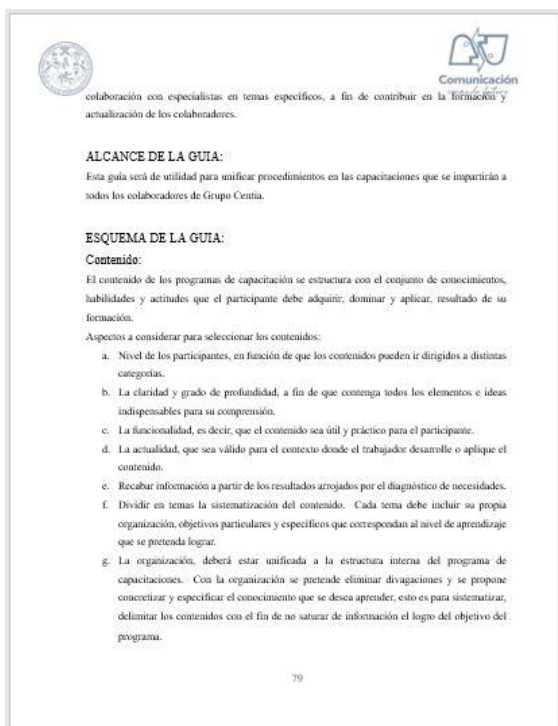 Comunicación
colaboración con especialistas en temas específicos, a fin de contribuir en la formación y
actualización de los colaboradores.
ALCANCE DE LA GUIA:
Esta guía será de utilidad para unificar procedimientos en las capacitaciones que se impartirán a
todos los colaboradores de Grupo Centia.
ESQUEMA DE LA GUIA:
Contenido:
El contenido de los programas de capacitación se estructura con el conjunto de conocimientos,
habilidades y actitudes que el participante debe adquirir, dominar y aplicar, resultado de su
formación.
Aspectos a considerar para seleccionar los contenidos:
a. Nivel de los participantes, en función de que los contenidos pueden ir dirigidos a distintas
categorías.
b. La claridad y grado de profundidad, a fin de que contenga todos los elementos e ideas
indispensables para su comprensión.
c. La funcionalidad, es decir, que el contenido sea útil y práctico para el participante.
d. La actualidad, que sea válido para el contexto donde el trabajador desarrolle o aplique el
contenido.
e. Recabar información a partir de los resultados arrojados por el diagnóstico de necesidades.
f. Dividir en temas la sistematización del contenido. Cada tema debe incluir su propia
organización, objetivos particulares y específicos que correspondan al nivel de aprendizaje
que se pretenda lograr.
g. La organización, deberá estar unificada a la estructura interna del programa de
capacitaciones. Con la organización se pretende eliminar divagaciones y se propone
concretizar y especificar el conocimiento que se desea aprender, esto es para sistematizar,
delimitar los contenidos con el fin de no saturar de información el logro del objetivo del
programa.
79